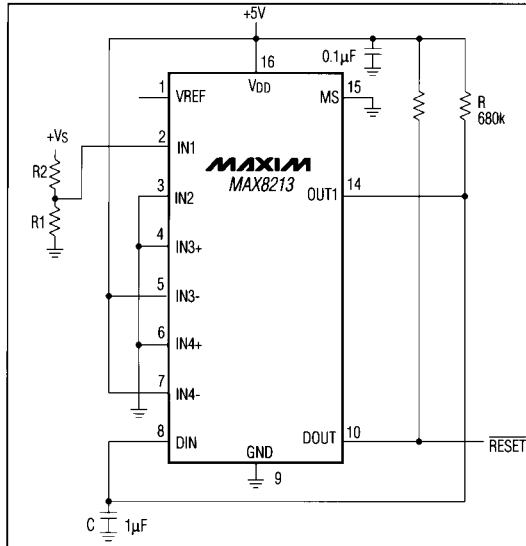 +5V
0.1µF
16
VDD
1
VREF
MS
15
+VS
R2
R1
2
IN1
MAXIM
MAX8213
R
680k
3
IN2
OUT1
14
4
IN3+
5
IN3-
6
IN4+
7
IN4-
8
DIN
DOUT
10
RESET
GND
9
C
1µF